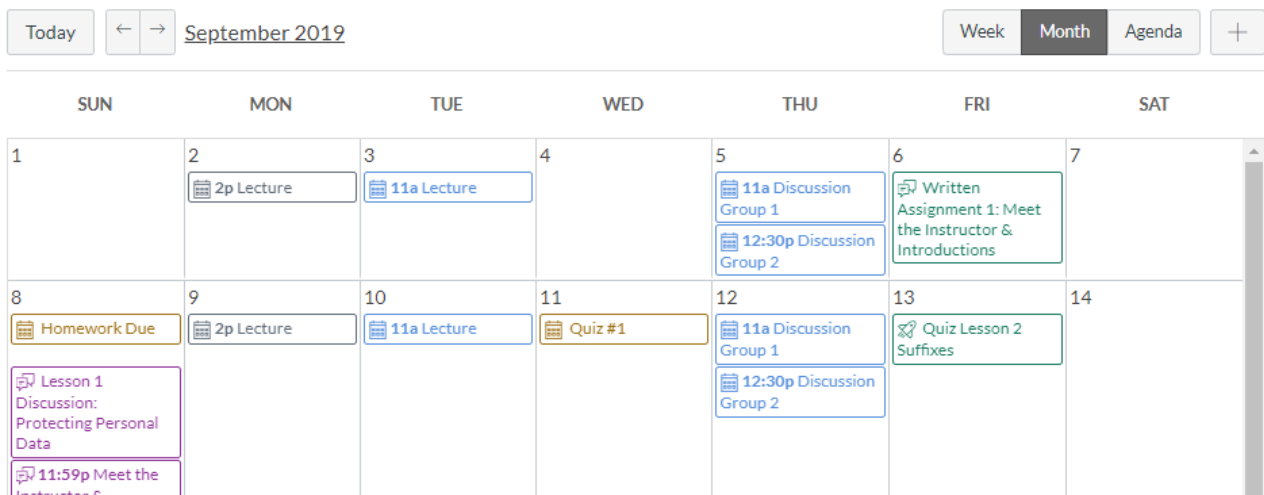 Today ← → September 2019 Week Month Agenda +
SUN MON TUE WED THU FRI SAT
1
2
2p Lecture
3
11a Lecture
4
5
11a Discussion
Group 1
12:30p Discussion
Group 2
6
Written
Assignment 1: Meet
the Instructor &
Introductions
7
8
Homework Due
Lesson 1
Discussion:
Protecting Personal
Data
11:59p Meet the
Instructor &
9
2p Lecture
10
11a Lecture
11
Quiz #1
12
11a Discussion
Group 1
12:30p Discussion
Group 2
13
Quiz Lesson 2
Suffixes
14